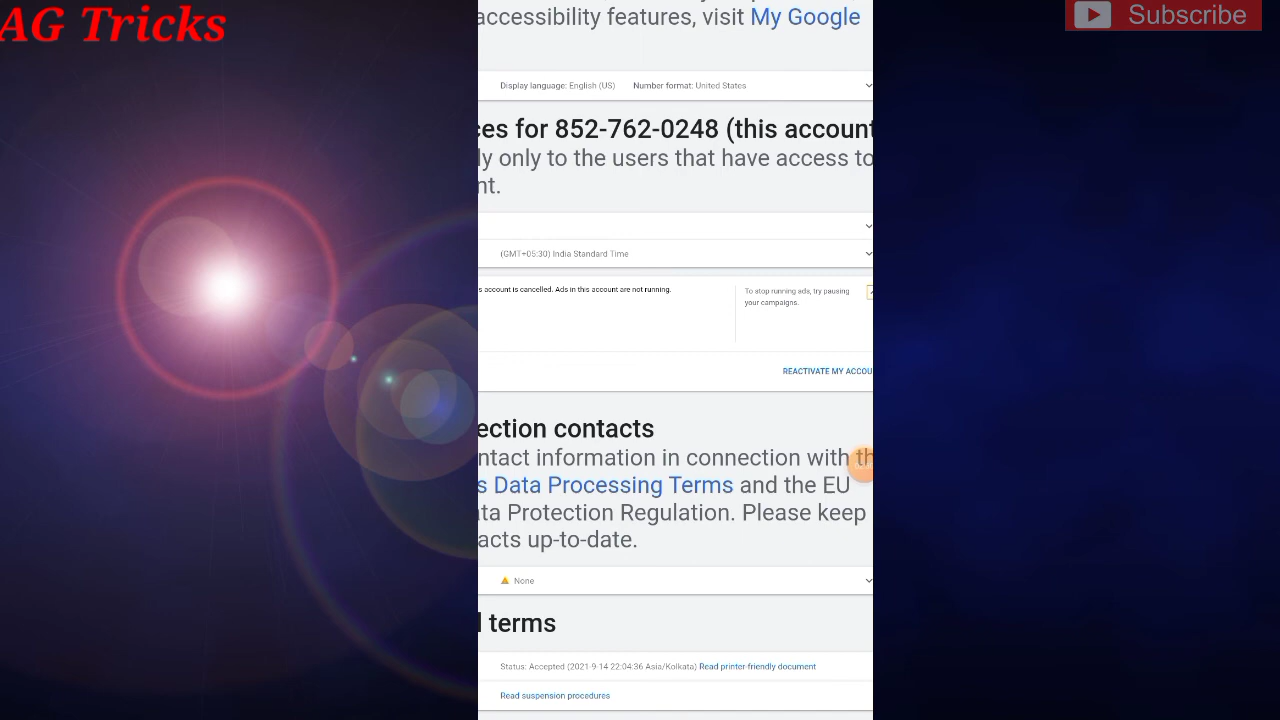 AG Tricks
Subscribe
accessibility features, visit My Google
Display language: English (US) Number format: United States
ces for 852-762-0248 (this account
ly only to the users that have access to
nt.
(GMT+05:30) India Standard Time
s account is cancelled. Ads in this account are not running.
To stop running ads, try pausing
your campaigns.
REACTIVATE MY ACCOU
ection contacts
ntact information in connection with th
s Data Processing Terms and the EU
ata Protection Regulation. Please keep
acts up-to-date.
None
l terms
Status: Accepted (2021-9-14 22:04:36 Asia/Kolkata) Read printer-friendly document
Read suspension procedures